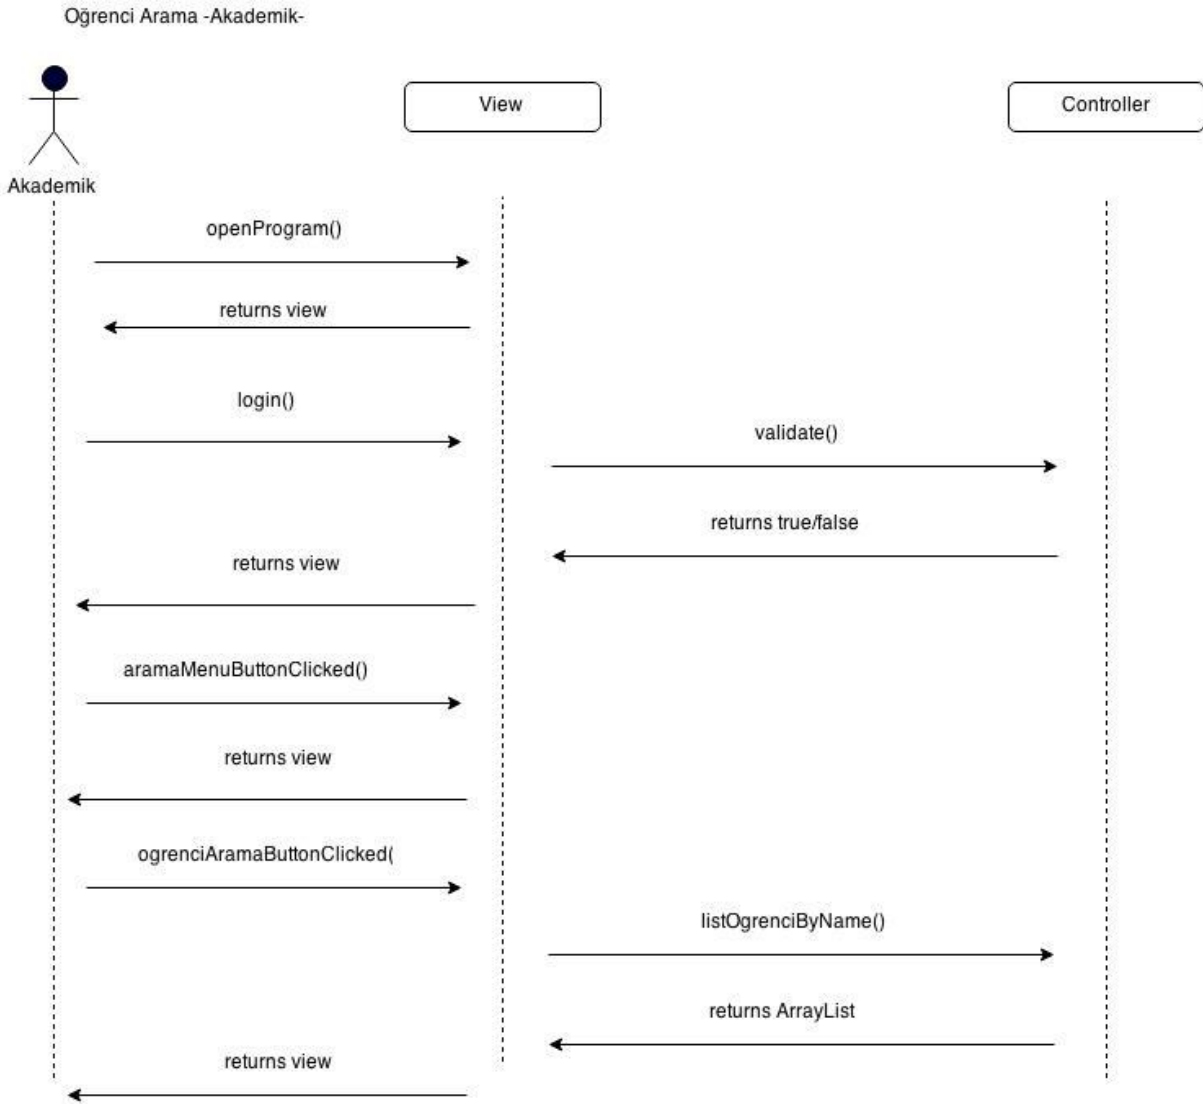 Oğrenci Arama -Akademik-
View
Controller
Akademik
openProgram()
returns view
login()
validate()
returns true/false
returns view
aramaMenuButtonClicked()
returns view
ogrenciAramaButtonClicked(
listOgrenciByName()
returns ArrayList
returns view